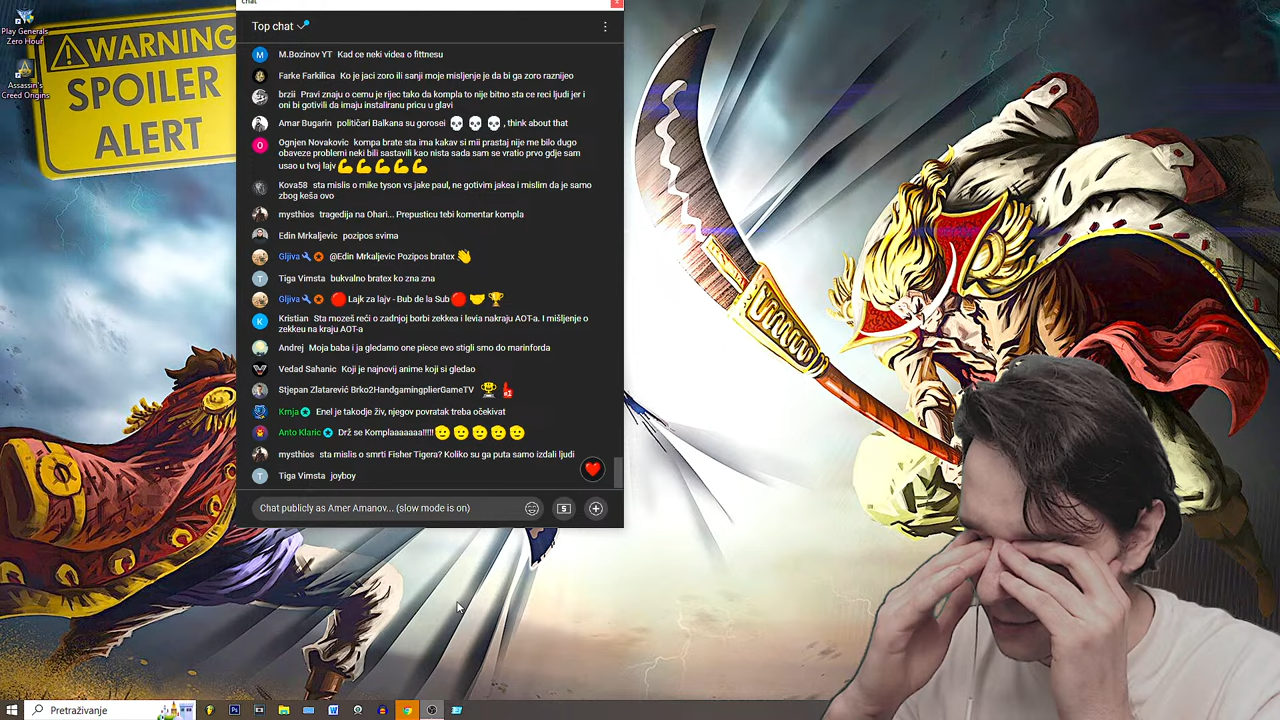 Play Generals
Zero Hour
Assassin's
Creed Origins
WARNING
SPOILER
ALERT
Chat
Top chat
M.Bozinov YT Kad ce neki videa o fittnesu
Farke Farkilica Ko je jaci zoro ili sanji moje misljenje je da bi ga zoro raznijeo
brzii Pravi znaju o cemu je rijec tako da kompla to nije bitno sta ce reci ljudi jer i
oni bi gotivili da imaju instaliranu pricu u glavi
Amar Bugarin političari Balkana su gorosei 💀 💀 💀 , think about that
Ognjen Novakovic kompa brate sta ima kakav si mii prastaj nije me bilo dugo
obaveze problemi neki bili sastavili kao nista sada sam se vratio prvo gdje sam
usao u tvoj lajv 💪 💪 💪 💪 💪
Kova58 sta mislis o mike tyson vs jake paul, ne gotivim jakea i mislim da je samo
zbog keša ovo
mysthios tragedija na Ohari... Prepusticu tebi komentar kompla
Edin Mrkaljevic pozipos svima
Gljiva @Edin Mrkaljevic Pozipos bratex 👏
Tiga Vimsta bukvalno bratex ko zna zna
Gljiva 🔴 Lajk za lajv - Bub de la Sub 🔴 🤝 🏆
Kristian Sta mozeš reći o zadnjoj borbi zekkea i levia nakraju AOT-a. I mišljenje o
zekkeu na kraju AOT-a
Andrej Moja baba i ja gledamo one piece evo stigli smo do marinforda
Vedad Sahanic Koji je najnovij anime koji si gledao
Stjepan Zlatarević Brko2HandgamingplierGameTV 🏆
Krnja Enel je takodje živ, njegov povratak treba očekivat
Anto Klaric Drž se Komplaaaaaaa!!!!! 🫡 🫡 🫡 🫡 🫡
mysthios sta mislis o smrti Fisher Tigera? Koliko su ga puta samo izdali ljudi
Tiga Vimsta joyboy
Chat publicly as Amer Amanov... (slow mode is on)
Pretraživanje